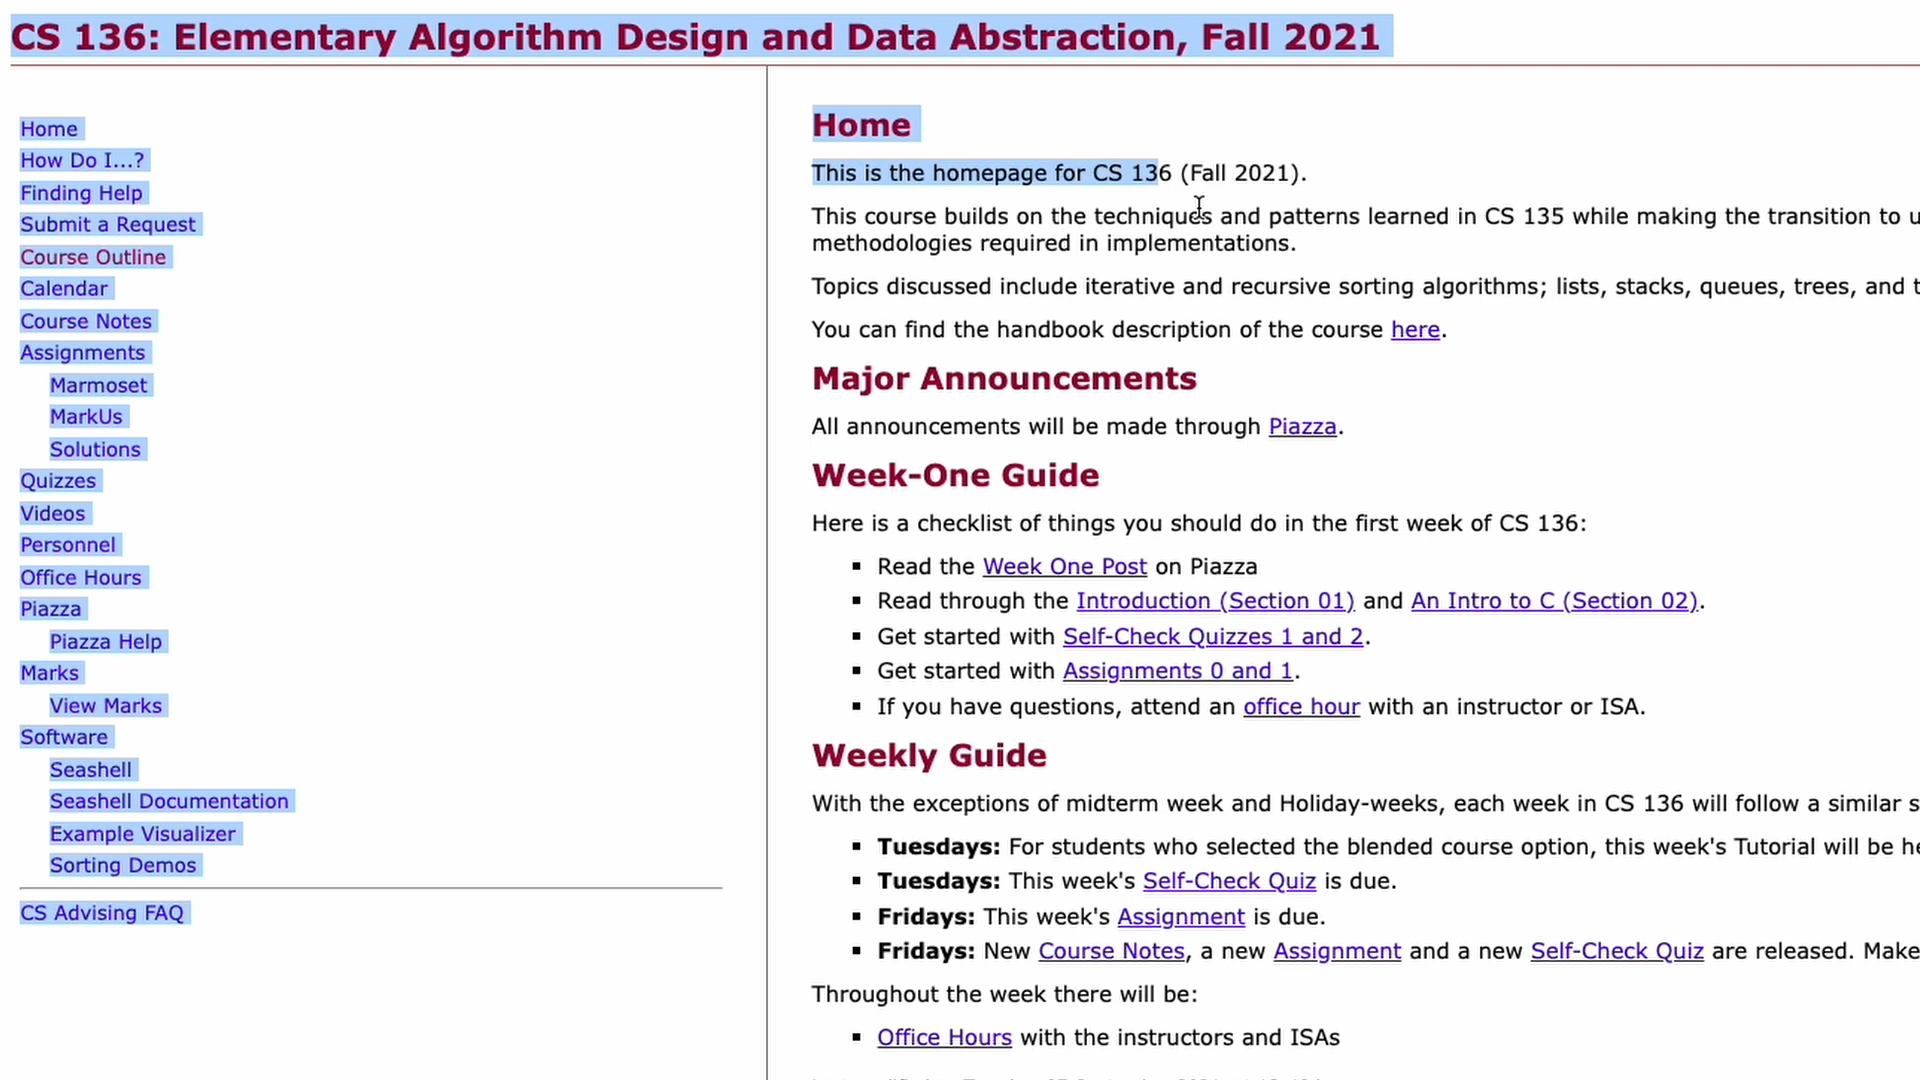 CS 136: Elementary Algorithm Design and Data Abstraction, Fall 2021
Home
How Do I...?
Finding Help
Submit a Request
Course Outline
Calendar
Course Notes
Assignments
Marmoset
MarkUs
Solutions
Quizzes
Videos
Personnel
Office Hours
Piazza
Piazza Help
Marks
View Marks
Software
Seashell
Seashell Documentation
Example Visualizer
Sorting Demos
CS Advising FAQ
Home
This is the homepage for CS 136 (Fall 2021).
This course builds on the techniques and patterns learned in CS 135 while making the transition to
methodologies required in implementations.
Topics discussed include iterative and recursive sorting algorithms; lists, stacks, queues, trees, and
You can find the handbook description of the course here.
Major Announcements
All announcements will be made through Piazza.
Week-One Guide
Here is a checklist of things you should do in the first week of CS 136:
▪ Read the Week One Post on Piazza
▪ Read through the Introduction (Section 01) and An Intro to C (Section 02).
▪ Get started with Self-Check Quizzes 1 and 2.
▪ Get started with Assignments 0 and 1.
▪ If you have questions, attend an office hour with an instructor or ISA.
Weekly Guide
With the exceptions of midterm week and Holiday-weeks, each week in CS 136 will follow a similar
▪ Tuesdays: For students who selected the blended course option, this week's Tutorial will be
▪ Tuesdays: This week's Self-Check Quiz is due.
▪ Fridays: This week's Assignment is due.
▪ Fridays: New Course Notes, a new Assignment and a new Self-Check Quiz are released. Make
Throughout the week there will be:
▪ Office Hours with the instructors and ISAs